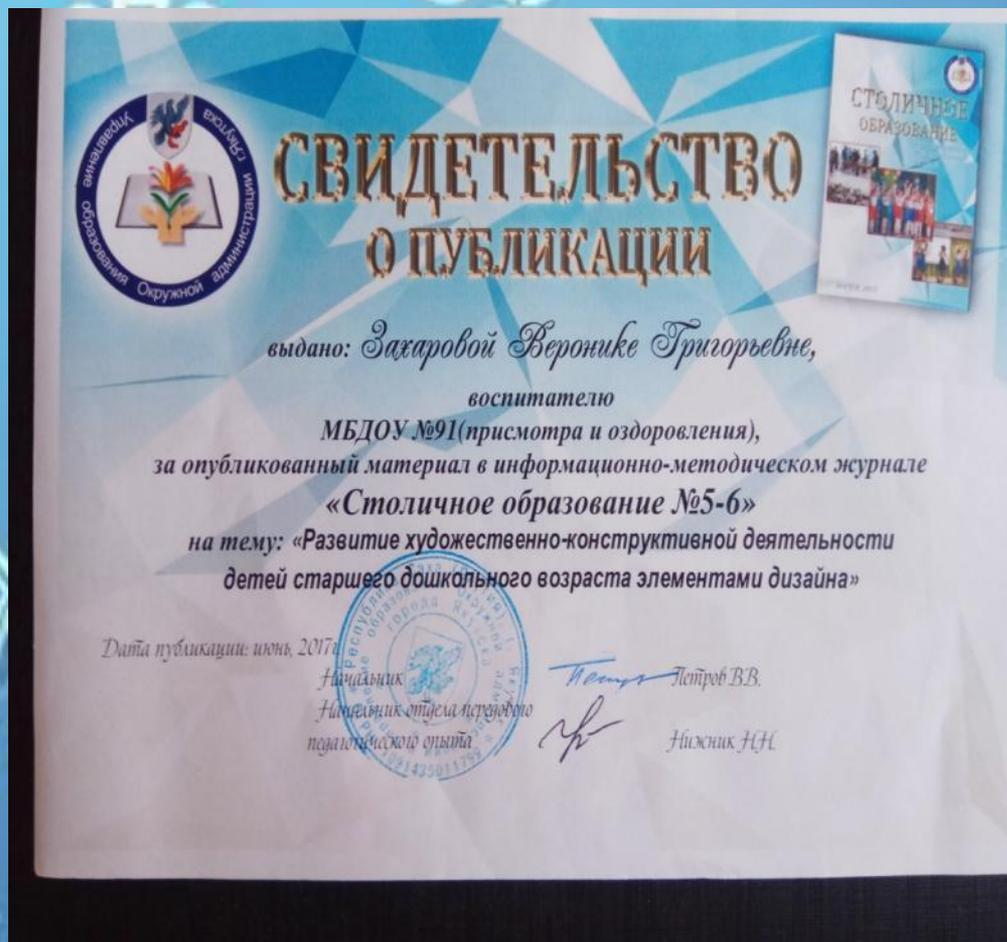 Управление образования Окружной администрации г.Якутска
СТОЛИЧНОЕ
ОБРАЗОВАНИЕ
СВИДЕТЕЛЬСТВО
О ПУБЛИКАЦИИ
выдано: Захаровой Веронике Григорьевне,
воспитателю
МБДОУ №91(присмотра и оздоровления),
за опубликованный материал в информационно-методическом журнале
«Столичное образование №5-6»
на тему: «Развитие художественно-конструктивной деятельности
детей старшего дошкольного возраста элементами дизайна»
Дата публикации: июнь, 2017г
Начальник Петров В.В.
Начальник отдела передового
педагогического опыта Нижник Н.Н.